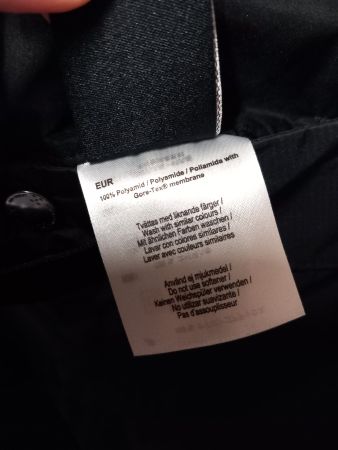 EUR
100% Polyamid / Polyamide / Poliamida with
Gore-Tex® membrane
Tvättas med liknande färger /
Wash with similar colours /
Mit ähnlichen Farben waschen /
Lavar con colores similares /
Laver avec couleurs similaires
Använd ej mjukmedel /
Do not use softener /
Keinen Weichspüler verwenden /
No utilizar suavizante /
Pas d'assouplisseur